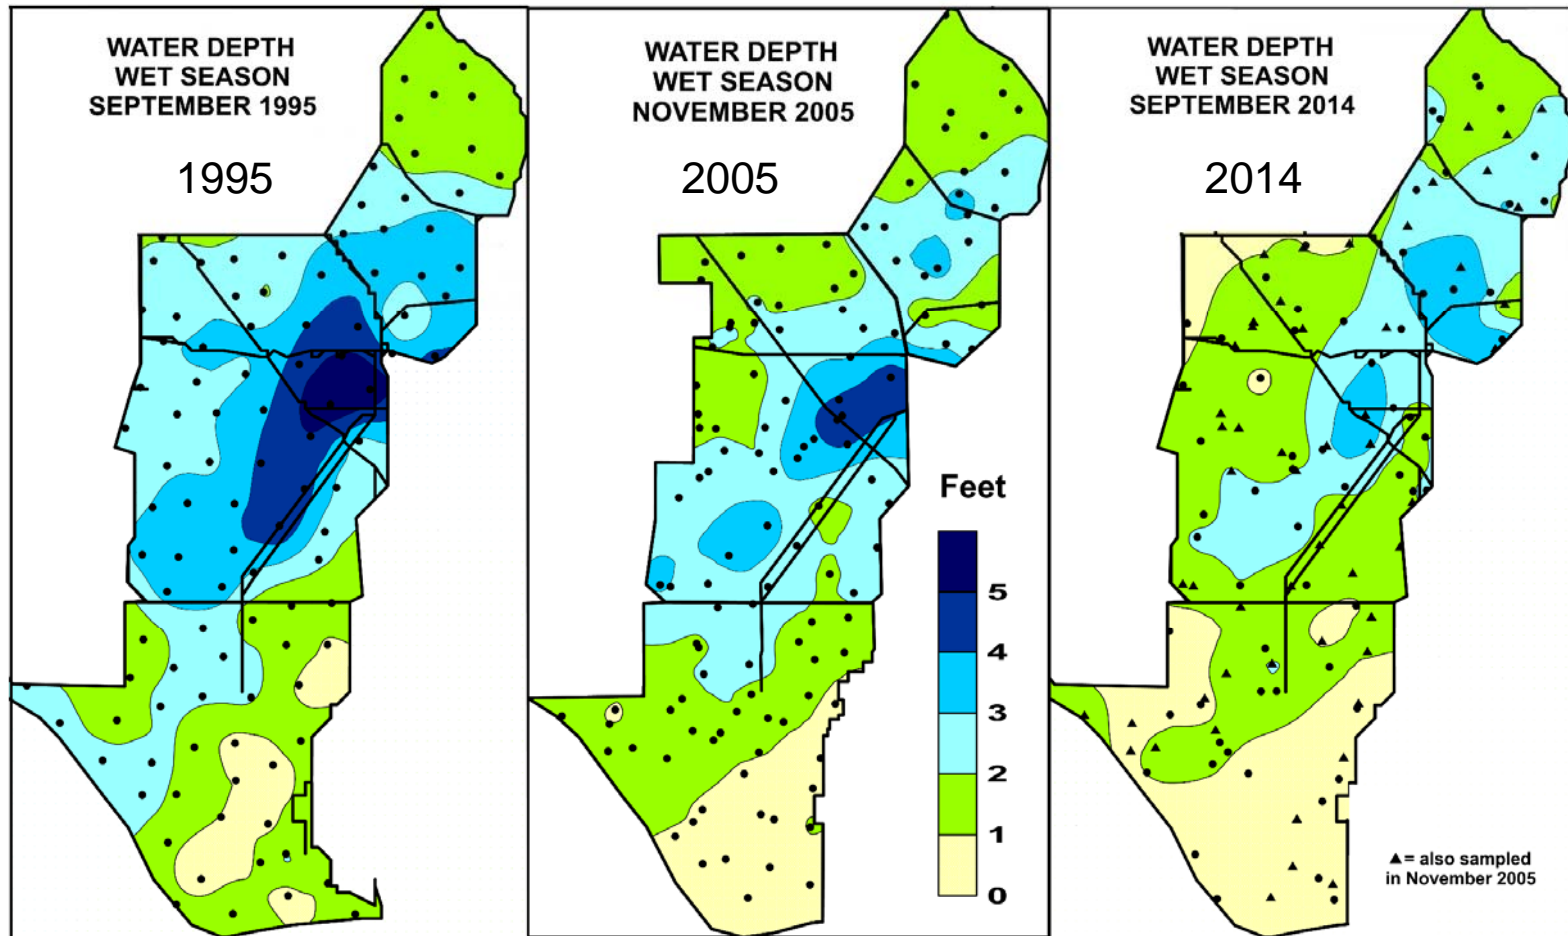 WATER DEPTH
WET SEASON
SEPTEMBER 1995
1995
WATER DEPTH
WET SEASON
NOVEMBER 2005
2005
Feet
5
4
3
2
1
0
WATER DEPTH
WET SEASON
SEPTEMBER 2014
2014
▲= also sampled
in November 2005